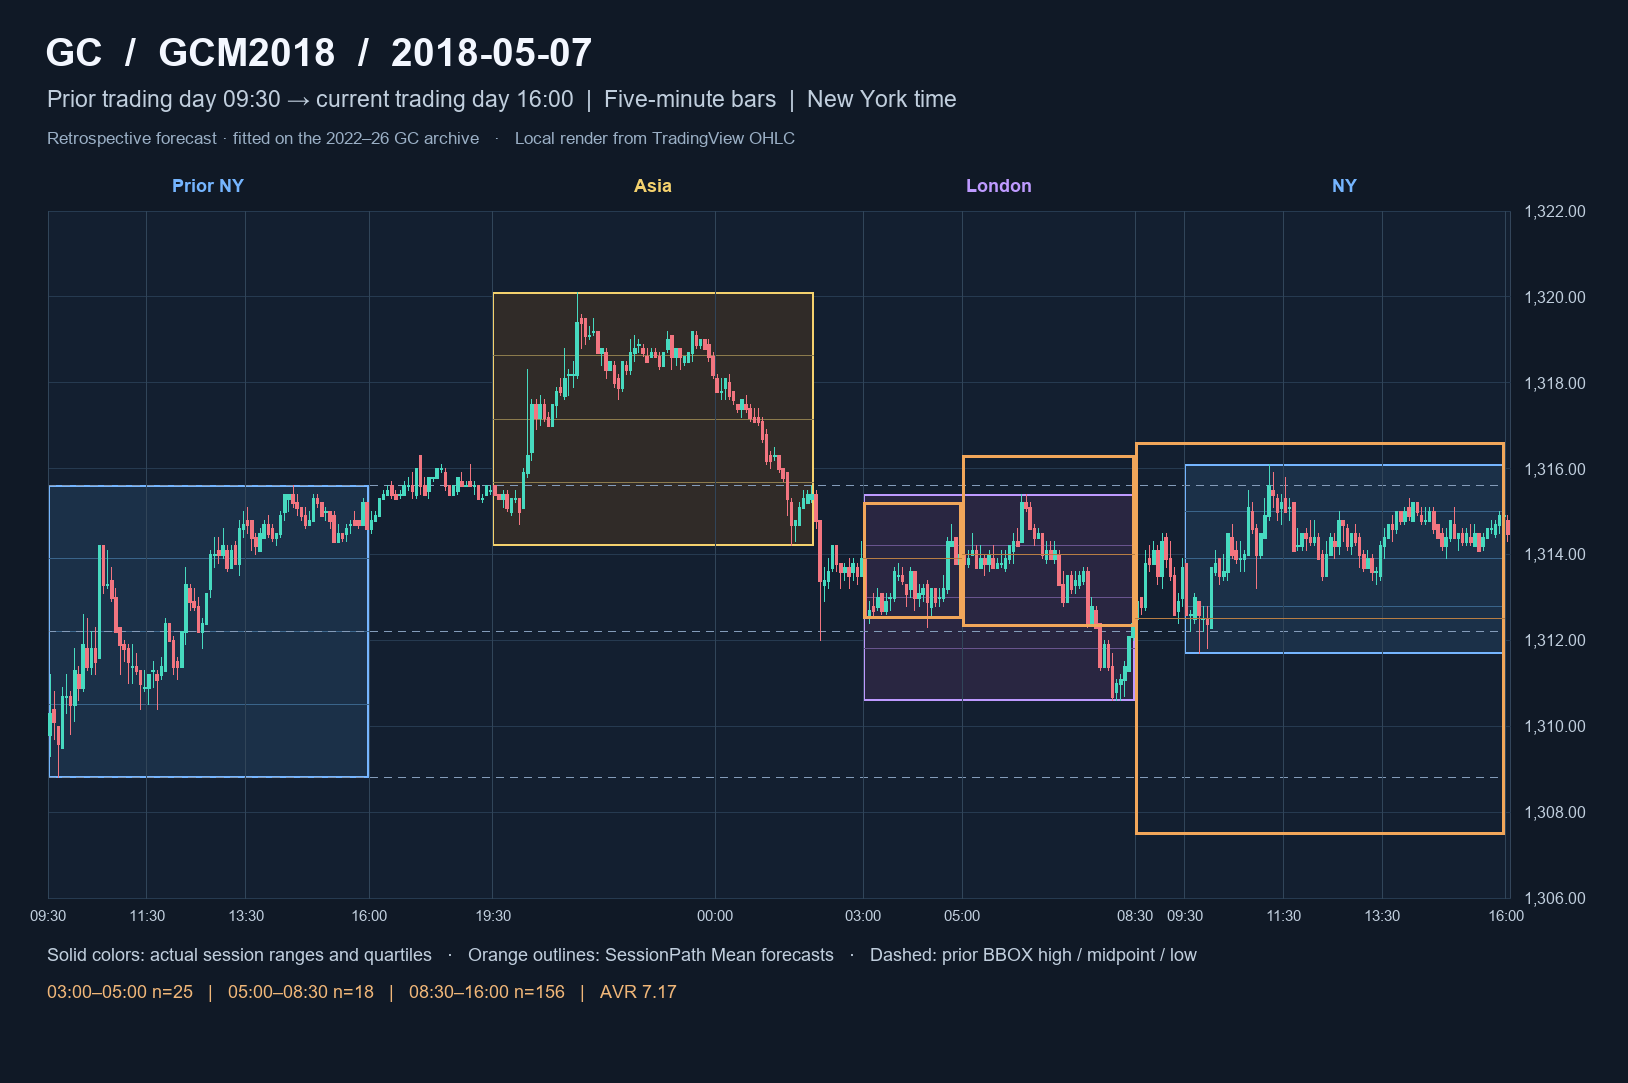 GC / GCM2018 / 2018-05-07
Prior trading day 09:30 → current trading day 16:00 | Five-minute bars | New York time
Retrospective forecast · fitted on the 2022–26 GC archive · Local render from TradingView OHLC
Prior NY Asia London NY
1,322.00
1,320.00
1,318.00
1,316.00
1,314.00
1,312.00
1,310.00
1,308.00
1,306.00
09:30 11:30 13:30 16:00 19:30 00:00 03:00 05:00 08:30 09:30 11:30 13:30 16:00
Solid colors: actual session ranges and quartiles · Orange outlines: SessionPath Mean forecasts · Dashed: prior BBOX high / midpoint / low
03:00–05:00 n=25 | 05:00–08:30 n=18 | 08:30–16:00 n=156 | AVR 7.17